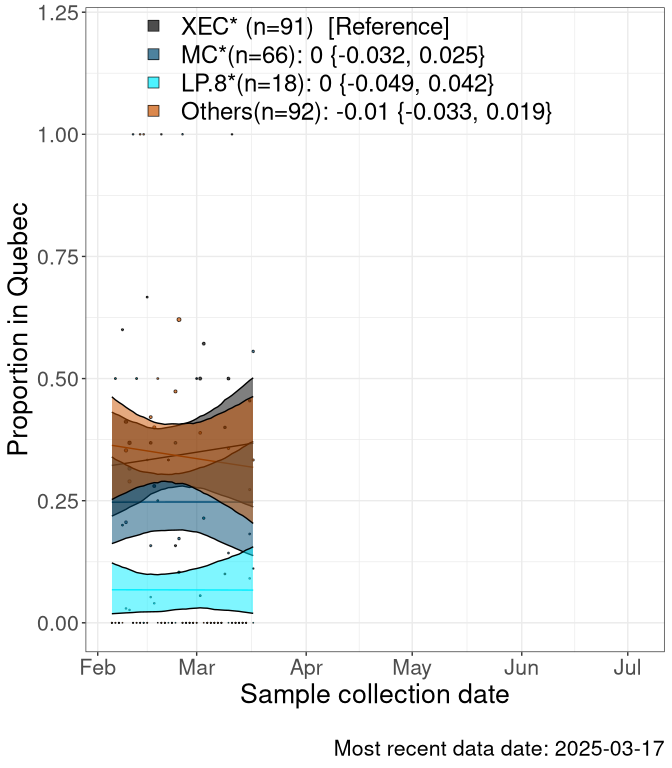 XEC* (n=91)  [Reference]
MC*(n=66): 0 {-0.032, 0.025}
LP.8*(n=18): 0 {-0.049, 0.042}
Others(n=92): -0.01 {-0.033, 0.019}
1.25
1.00
0.75
0.50
0.25
0.00
Proportion in Quebec
Feb Mar Apr May Jun Jul
Sample collection date
Most recent data date: 2025-03-17